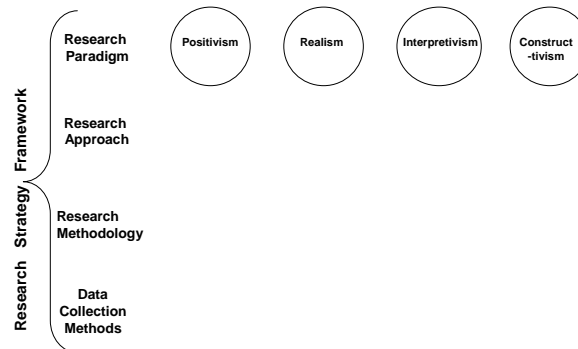 Research Strategy Framework
Research
Paradigm
Positivism
Realism
Interpretivism
Construct
-tivism
Research
Approach
Research
Methodology
Data
Collection
Methods